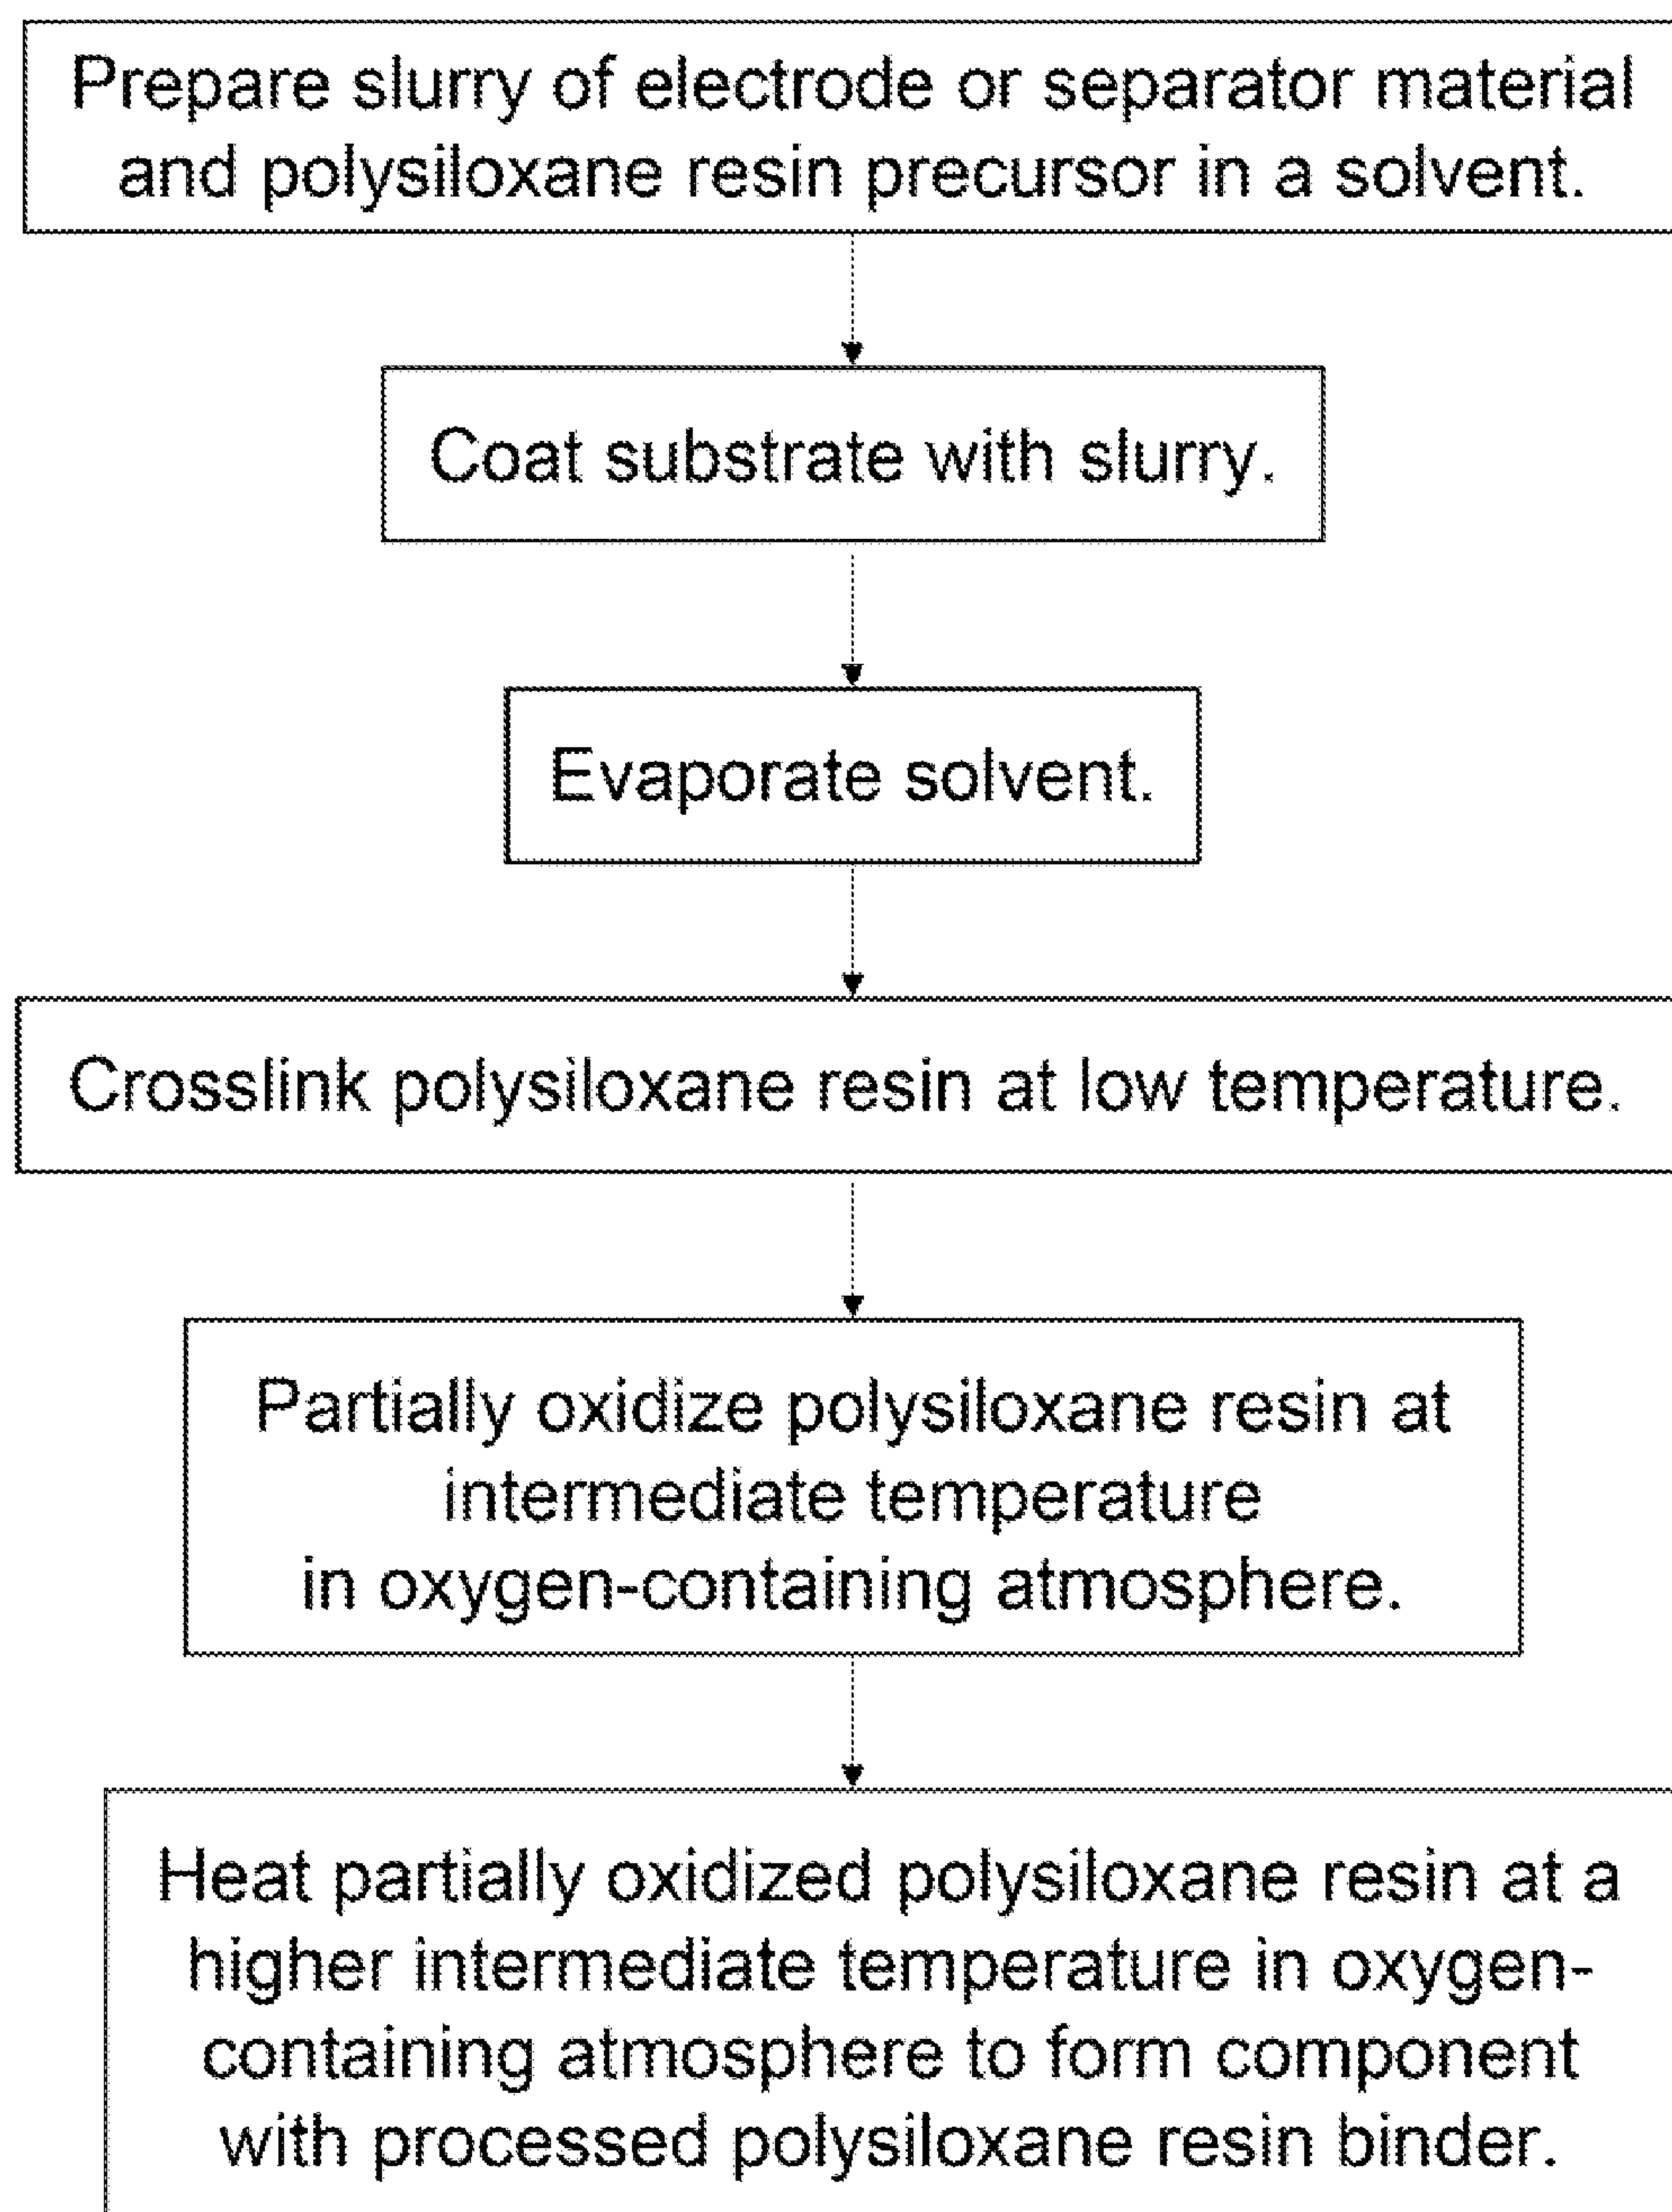 Prepare slurry of electrode or separator material
and polysiloxane resin precursor in a solvent.
Coat substrate with slurry.
Evaporate solvent.
Crosslink polysiloxane resin at low temperature.
Partially oxidize polysiloxane resin at
intermediate temperature
in oxygen-containing atmosphere.
Heat partially oxidized polysiloxane resin at a
higher intermediate temperature in oxygen-
containing atmosphere to form component
with processed polysiloxane resin binder.